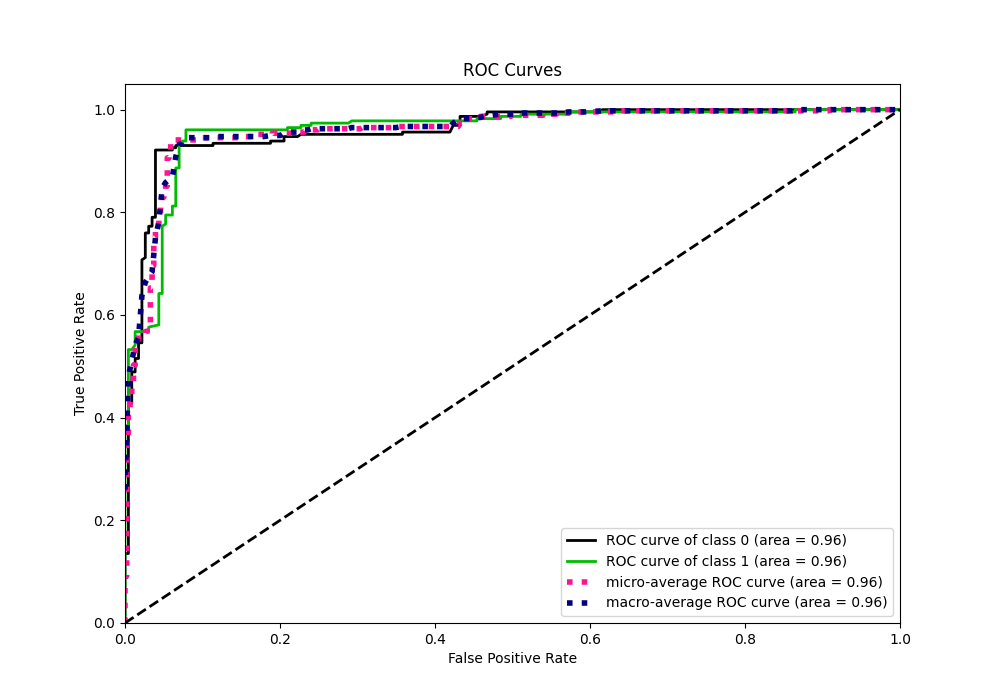 ROC Curves
1.0
0.8
0.6
0.4
0.2
0.0
True Positive Rate
ROC curve of class 0 (area = 0.96)
ROC curve of class 1 (area = 0.96)
micro-average ROC curve (area = 0.96)
macro-average ROC curve (area = 0.96)
0.0 0.2 0.4 0.6 0.8 1.0
False Positive Rate